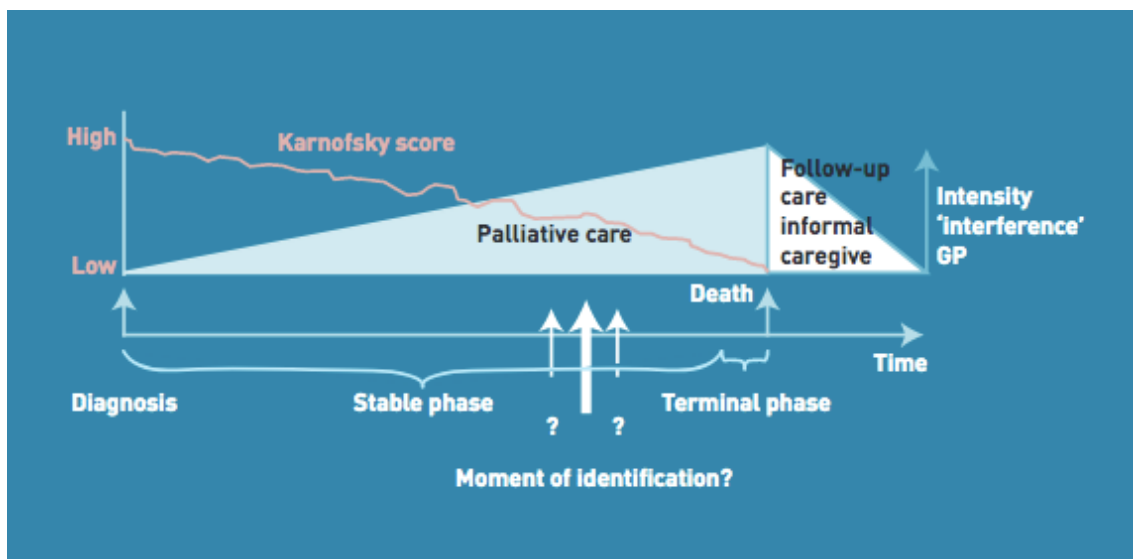 High
Karnofsky score
Follow-up
care
informal
caregive
Intensity
‘interference’
GP
Palliative care
Low
Death
Time
Diagnosis
Stable phase
Terminal phase
?
?
Moment of identification?